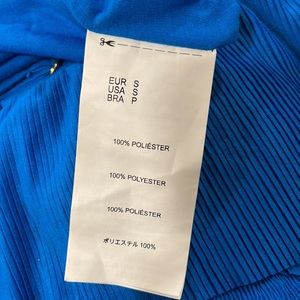 EUR S
USA S
BRA P
100% POLIÉSTER
100% POLYESTER
100% POLIÉSTER
ポリエステル 100%